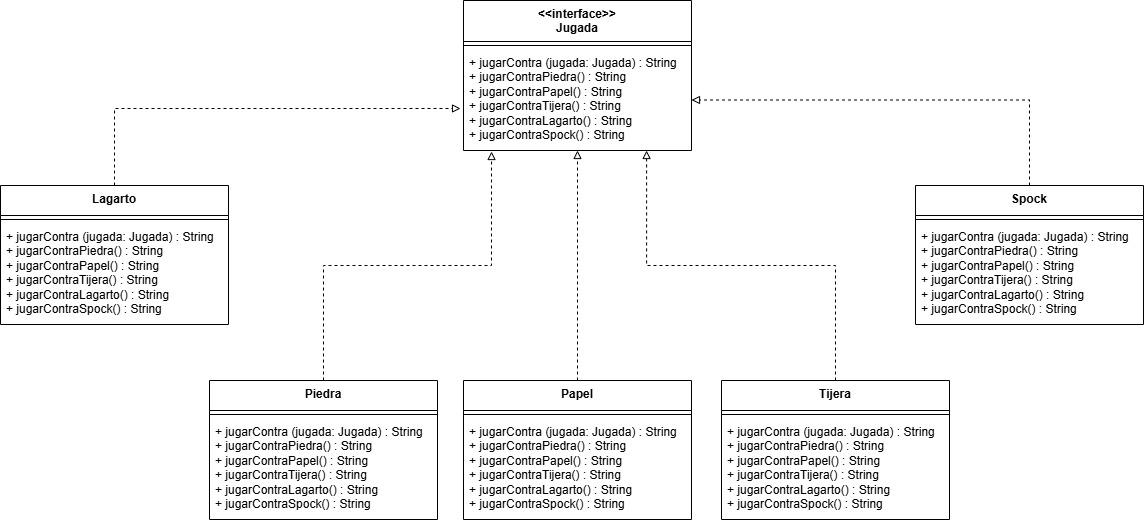 <<interface>>
Jugada
+ jugarContra (jugada: Jugada) : String
+ jugarContraPiedra() : String
+ jugarContraPapel() : String
+ jugarContraTijera() : String
+ jugarContraLagarto() : String
+ jugarContraSpock() : String
Lagarto
+ jugarContra (jugada: Jugada) : String
+ jugarContraPiedra() : String
+ jugarContraPapel() : String
+ jugarContraTijera() : String
+ jugarContraLagarto() : String
+ jugarContraSpock() : String
Spock
+ jugarContra (jugada: Jugada) : String
+ jugarContraPiedra() : String
+ jugarContraPapel() : String
+ jugarContraTijera() : String
+ jugarContraLagarto() : String
+ jugarContraSpock() : String
Piedra
+ jugarContra (jugada: Jugada) : String
+ jugarContraPiedra() : String
+ jugarContraPapel() : String
+ jugarContraTijera() : String
+ jugarContraLagarto() : String
+ jugarContraSpock() : String
Papel
+ jugarContra (jugada: Jugada) : String
+ jugarContraPiedra() : String
+ jugarContraPapel() : String
+ jugarContraTijera() : String
+ jugarContraLagarto() : String
+ jugarContraSpock() : String
Tijera
+ jugarContra (jugada: Jugada) : String
+ jugarContraPiedra() : String
+ jugarContraPapel() : String
+ jugarContraTijera() : String
+ jugarContraLagarto() : String
+ jugarContraSpock() : String